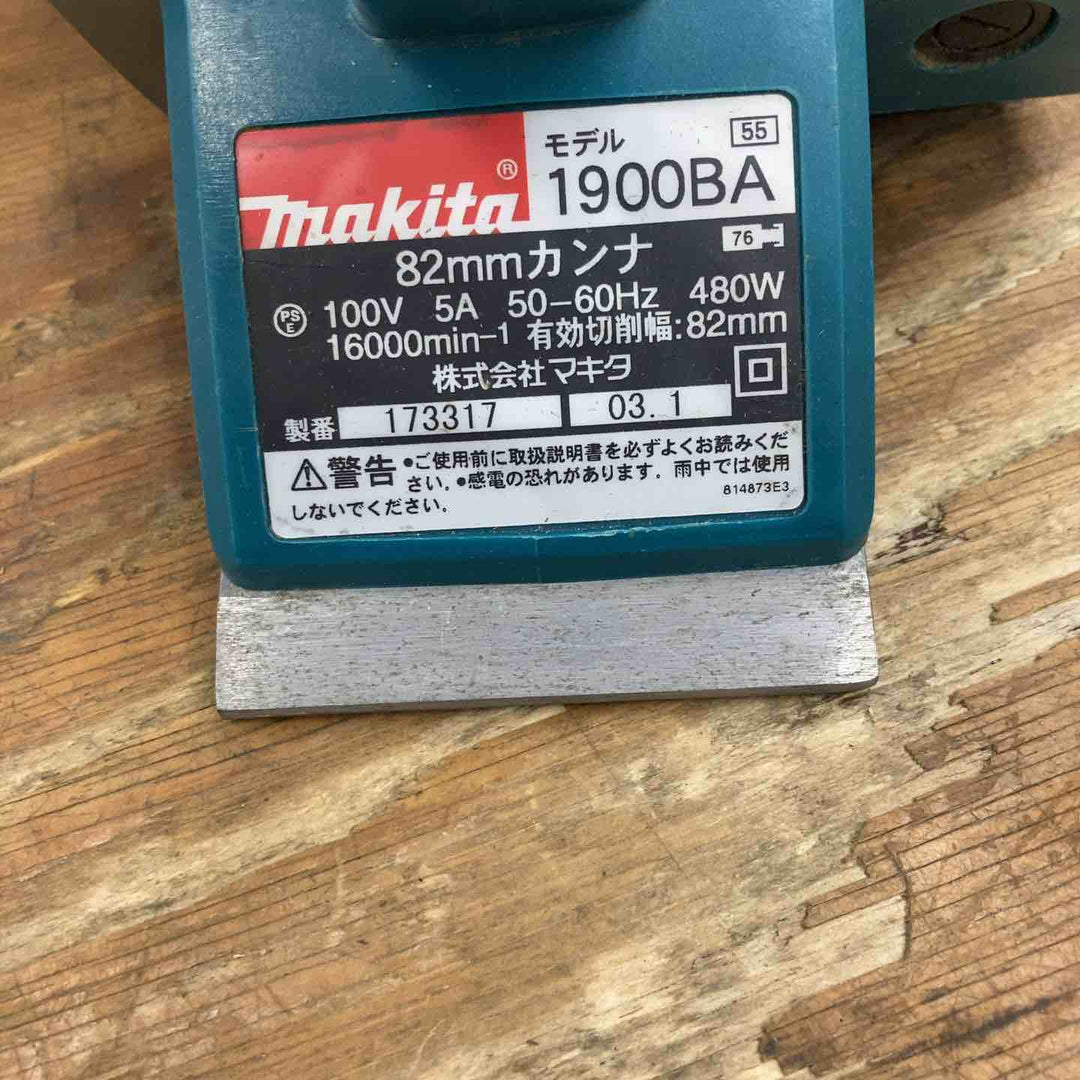 makita®
モデル 55
1900BA
76
82mmカンナ
PSE 100V 5A 50-60Hz 480W
16000min-1 有効切削幅:82mm
株式会社マキタ
製番 173317 03.1
警告 •ご使用前に取扱説明書を必ずよくお読みくだ
さい。•感電の恐れがあります。雨中では使用
しないでください。
814873E3